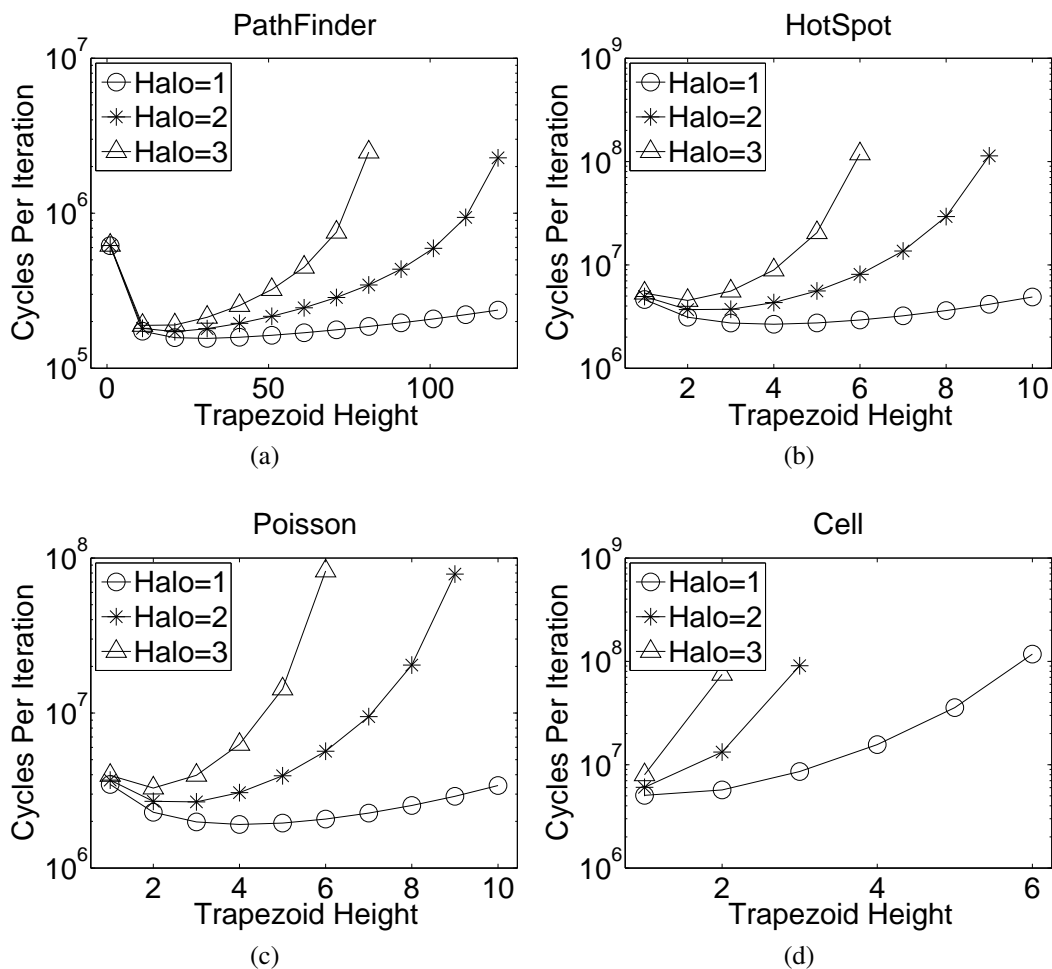 PathFinder
10^7
10^6
10^5
Cycles Per Iteration
Halo=1
Halo=2
Halo=3
0 50 100
Trapezoid Height
(a)
HotSpot
10^9
10^8
10^7
10^6
Cycles Per Iteration
Halo=1
Halo=2
Halo=3
2 4 6 8 10
Trapezoid Height
(b)
Poisson
10^8
10^7
10^6
Cycles Per Iteration
Halo=1
Halo=2
Halo=3
2 4 6 8 10
Trapezoid Height
(c)
Cell
10^9
10^8
10^7
10^6
Cycles Per Iteration
Halo=1
Halo=2
Halo=3
2 4 6
Trapezoid Height
(d)